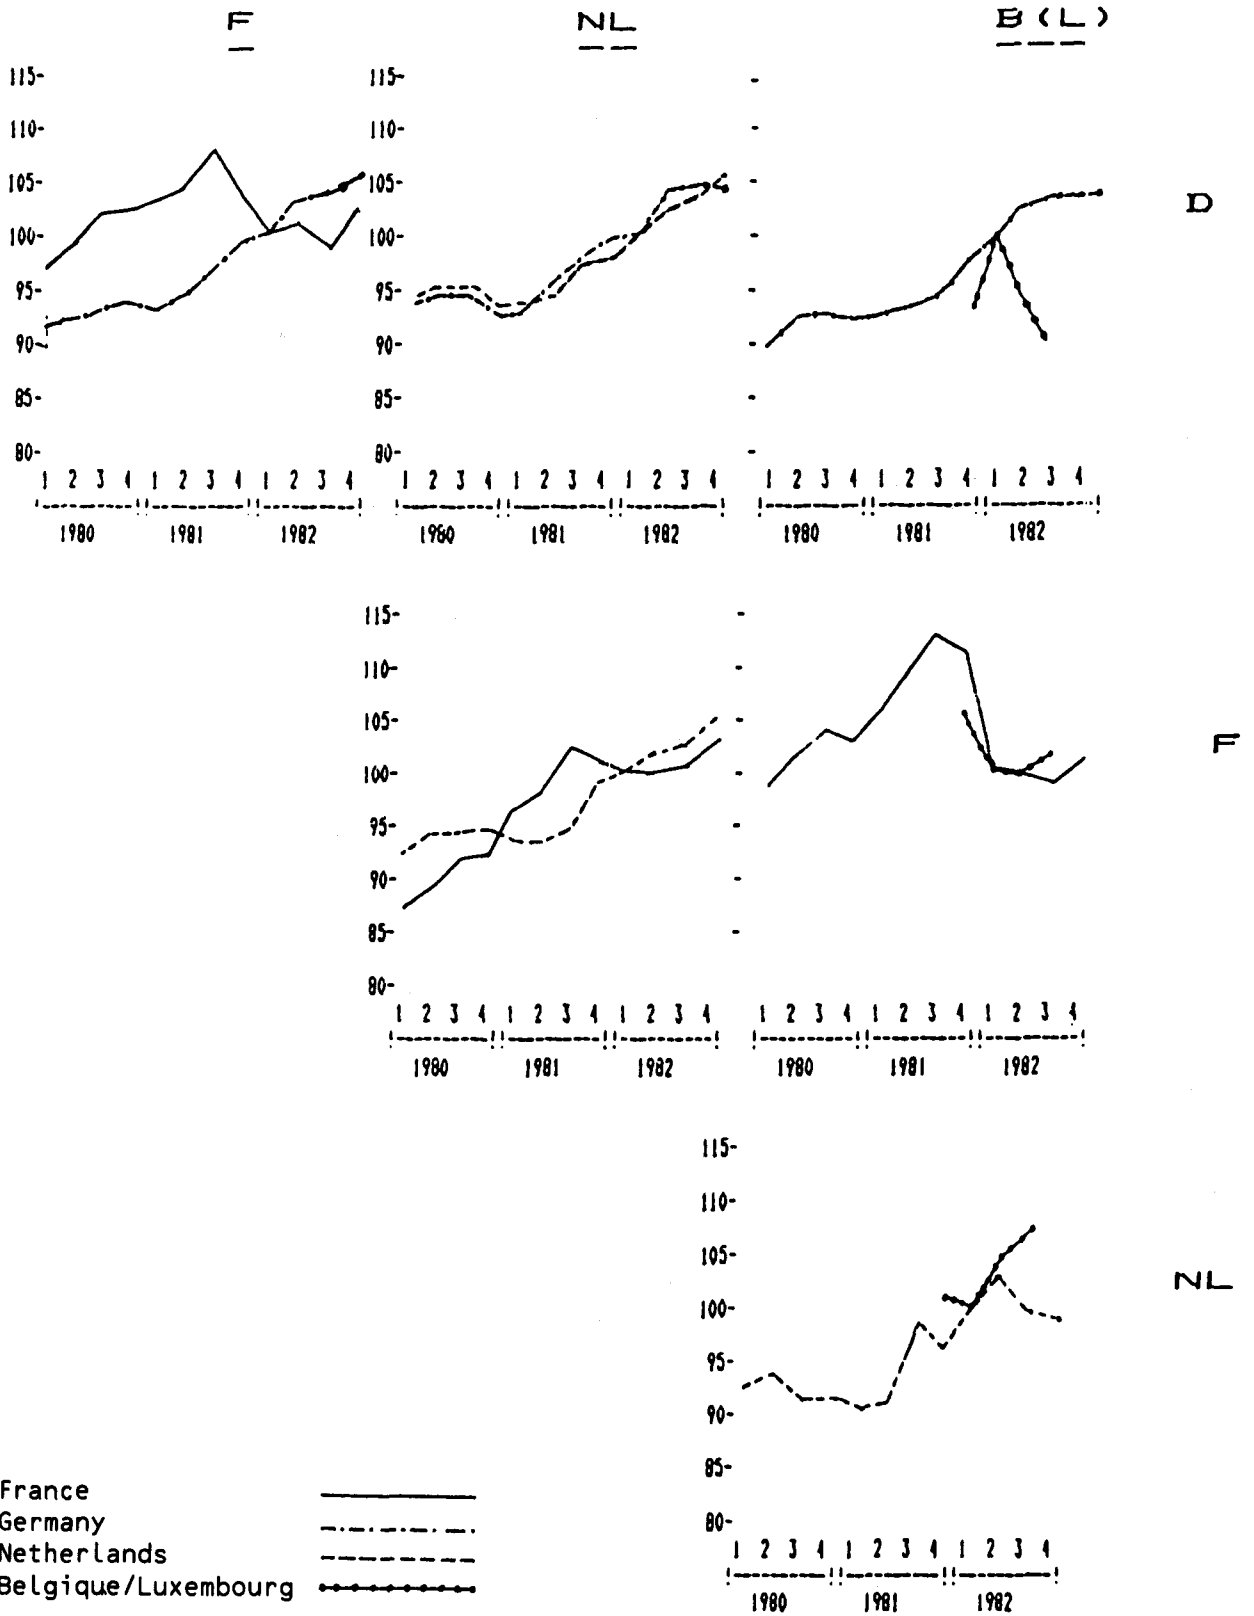 F NL B (L)
115- 115- -
110- 110- -
105- 105- -
D
100- 100- -
95- 95- -
90- 90- -
85- 85- -
80- 80- -
1 2 3 4 1 2 3 4 1 2 3 4 1 2 3 4 1 2 3 4 1 2 3 4 1 2 3 4 1 2 3 4 1 2 3 4
1980 1981 1982 1980 1981 1982 1980 1981 1982
115- -
110- -
105- -
F
100- -
95- -
90- -
85- -
80-
1 2 3 4 1 2 3 4 1 2 3 4 1 2 3 4 1 2 3 4 1 2 3 4
1980 1981 1982 1980 1981 1982
115-
110-
105-
NL
100-
95-
90-
85-
80-
1 2 3 4 1 2 3 4 1 2 3 4
1980 1981 1982
France
Germany
Netherlands
Belgique/Luxembourg